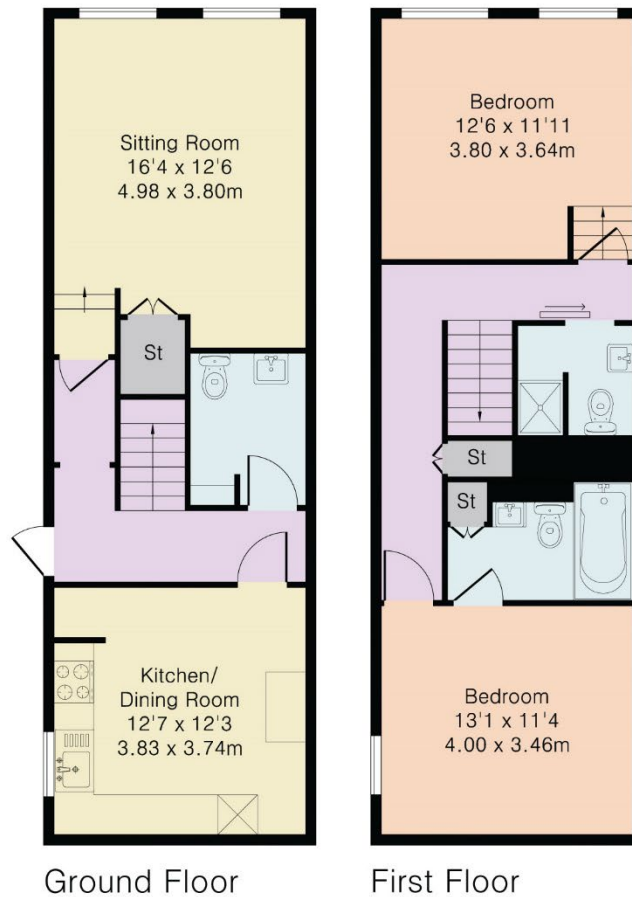 Sitting Room
16'4 x 12'6
4.98 x 3.80m
St
Kitchen/
Dining Room
12'7 x 12'3
3.83 x 3.74m
Ground Floor
Bedroom
12'6 x 11'11
3.80 x 3.64m
St
St
Bedroom
13'1 x 11'4
4.00 x 3.46m
First Floor